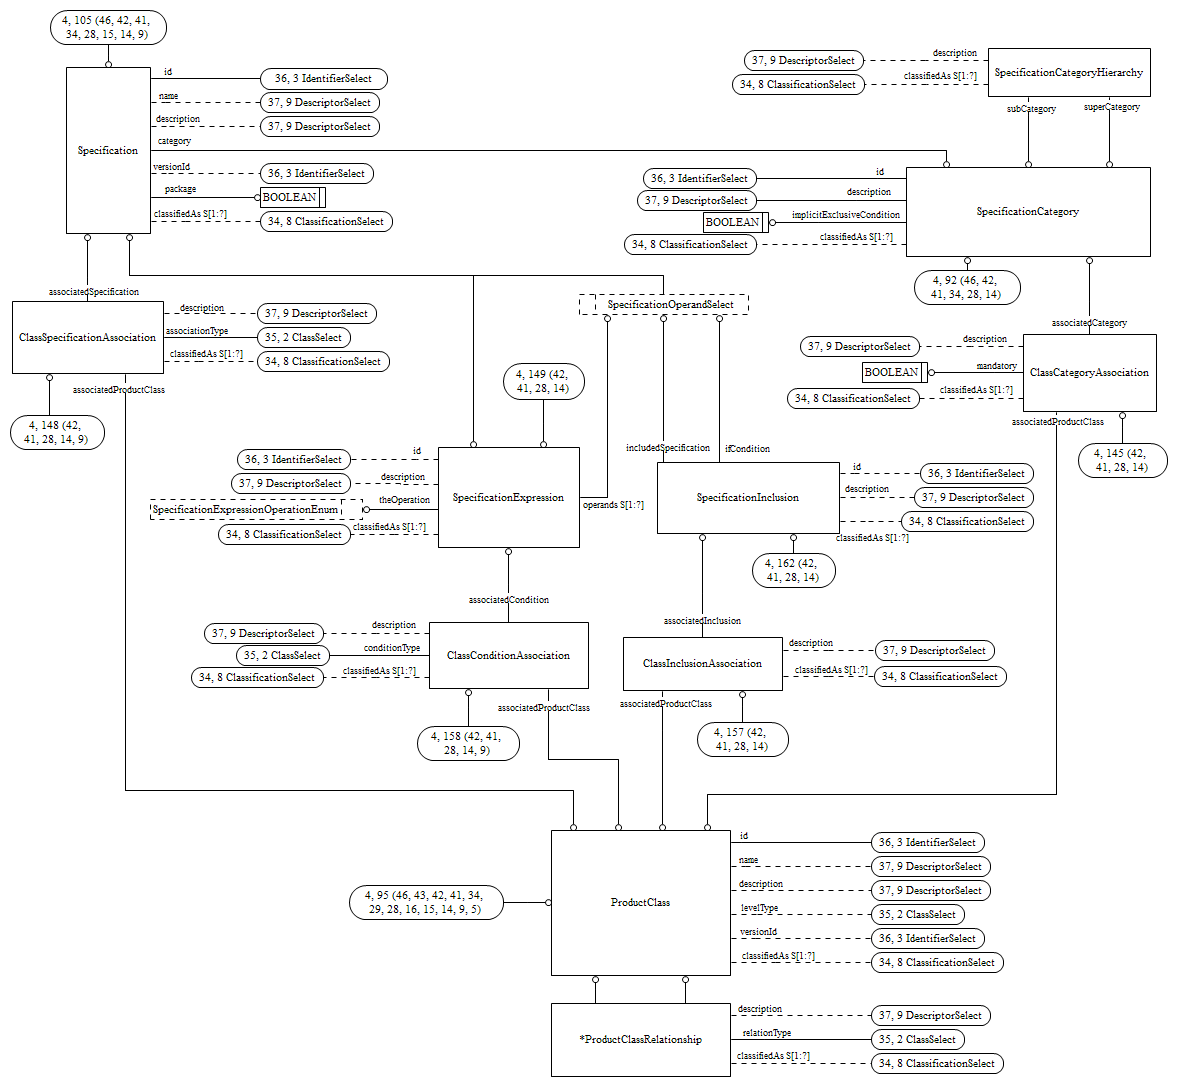 4, 105 (46, 42, 41,
34, 28, 15, 14, 9)
Specification
id
36, 3 IdentifierSelect
name
37, 9 DescriptorSelect
description
37, 9 DescriptorSelect
category
versionId
36, 3 IdentifierSelect
package
BOOLEAN
classifiedAs S[1:?]
34, 8 ClassificationSelect
description
37, 9 DescriptorSelect
classifiedAs S[1:?]
34, 8 ClassificationSelect
SpecificationCategoryHierarchy
subCategory
superCategory
id
36, 3 IdentifierSelect
description
37, 9 DescriptorSelect
implicitExclusiveCondition
BOOLEAN
classifiedAs S[1:?]
34, 8 ClassificationSelect
SpecificationCategory
4, 92 (46, 42,
41, 34, 28, 14)
associatedSpecification
ClassSpecificationAssociation
description
37, 9 DescriptorSelect
associationType
35, 2 ClassSelect
classifiedAs S[1:?]
34, 8 ClassificationSelect
associatedProductClass
4, 148 (42,
41, 28, 14, 9)
SpecificationOperandSelect
associatedCategory
description
37, 9 DescriptorSelect
mandatory
BOOLEAN
classifiedAs S[1:?]
34, 8 ClassificationSelect
ClassCategoryAssociation
associatedProductClass
4, 145 (42,
41, 28, 14)
4, 149 (42,
41, 28, 14)
id
36, 3 IdentifierSelect
description
37, 9 DescriptorSelect
theOperation
SpecificationExpressionOperationEnum
classifiedAs S[1:?]
34, 8 ClassificationSelect
SpecificationExpression
operands S[1:?]
includedSpecification
ifCondition
SpecificationInclusion
id
36, 3 IdentifierSelect
description
37, 9 DescriptorSelect
34, 8 ClassificationSelect
classifiedAs S[1:?]
4, 162 (42,
41, 28, 14)
associatedCondition
description
37, 9 DescriptorSelect
conditionType
35, 2 ClassSelect
classifiedAs S[1:?]
34, 8 ClassificationSelect
ClassConditionAssociation
associatedProductClass
4, 158 (42, 41,
28, 14, 9)
associatedInclusion
ClassInclusionAssociation
description
37, 9 DescriptorSelect
classifiedAs S[1:?]
34, 8 ClassificationSelect
associatedProductClass
4, 157 (42,
41, 28, 14)
4, 95 (46, 43, 42, 41, 34,
29, 28, 16, 15, 14, 9, 5)
ProductClass
id
36, 3 IdentifierSelect
name
37, 9 DescriptorSelect
description
37, 9 DescriptorSelect
levelType
35, 2 ClassSelect
versionId
36, 3 IdentifierSelect
classifiedAs S[1:?]
34, 8 ClassificationSelect
*ProductClassRelationship
description
37, 9 DescriptorSelect
relationType
35, 2 ClassSelect
classifiedAs S[1:?]
34, 8 ClassificationSelect